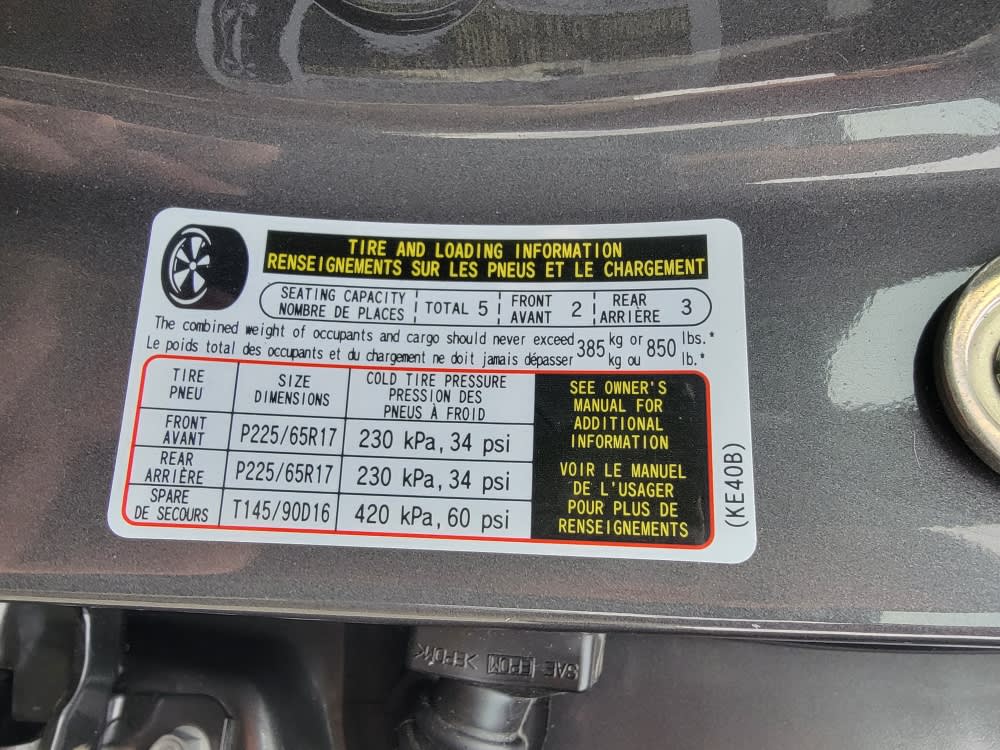 TIRE AND LOADING INFORMATION
RENSEIGNEMENTS SUR LES PNEUS ET LE CHARGEMENT
SEATING CAPACITY
NOMBRE DE PLACES
TOTAL 5
FRONT
AVANT
2
REAR
ARRIÈRE
3
The combined weight of occupants and cargo should never exceed 385 kg or 850 lbs.*
Le poids total des occupants et du chargement ne doit jamais dépasser kg ou lb.*
TIRE
PNEU
SIZE
DIMENSIONS
COLD TIRE PRESSURE
PRESSION DES
PNEUS À FROID
FRONT
AVANT
P225/65R17
230 kPa, 34 psi
REAR
ARRIÈRE
P225/65R17
230 kPa, 34 psi
SPARE
DE SECOURS
T145/90D16
420 kPa, 60 psi
SEE OWNER'S
MANUAL FOR
ADDITIONAL
INFORMATION
VOIR LE MANUEL
DE L'USAGER
POUR PLUS DE
RENSEIGNEMENTS
(KE40B)
SAE EPDM >EPDM<